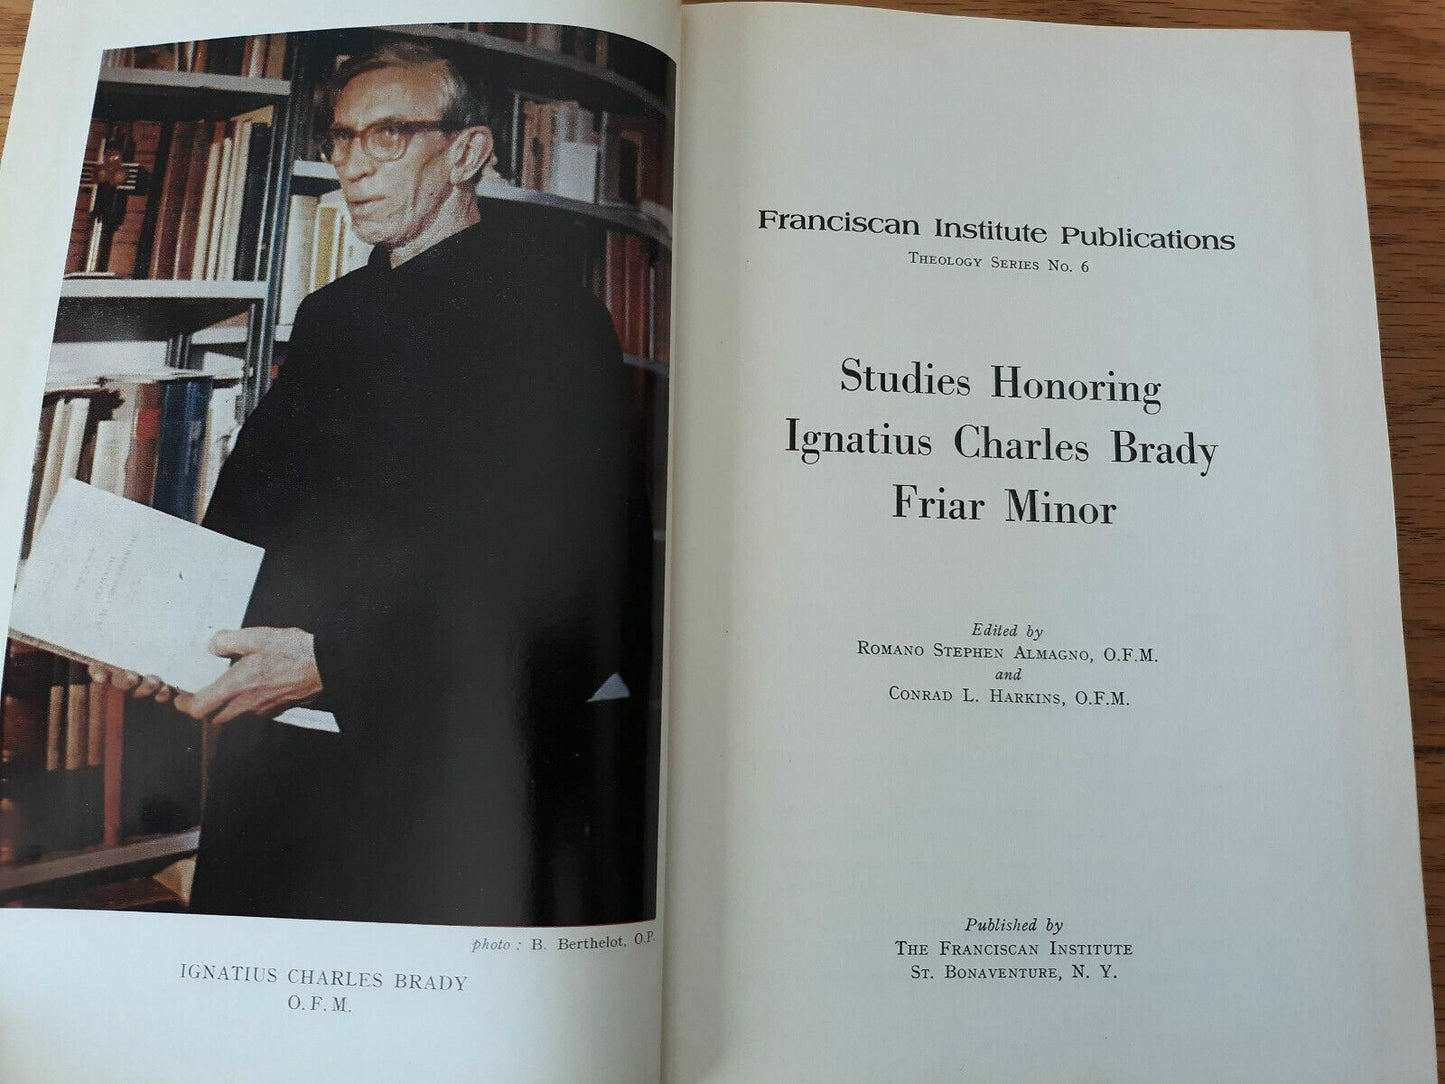 photo : B. Berthelot, O.P.
IGNATIUS CHARLES BRADY
O. F. M.
Franciscan Institute Publications
THEOLOGY SERIES NO. 6
Studies Honoring
Ignatius Charles Brady
Friar Minor
Edited by
ROMANO STEPHEN ALMAGNO, O.F.M.
and
CONRAD L. HARKINS, O.F.M.
Published by
THE FRANCISCAN INSTITUTE
ST. BONAVENTURE, N. Y.